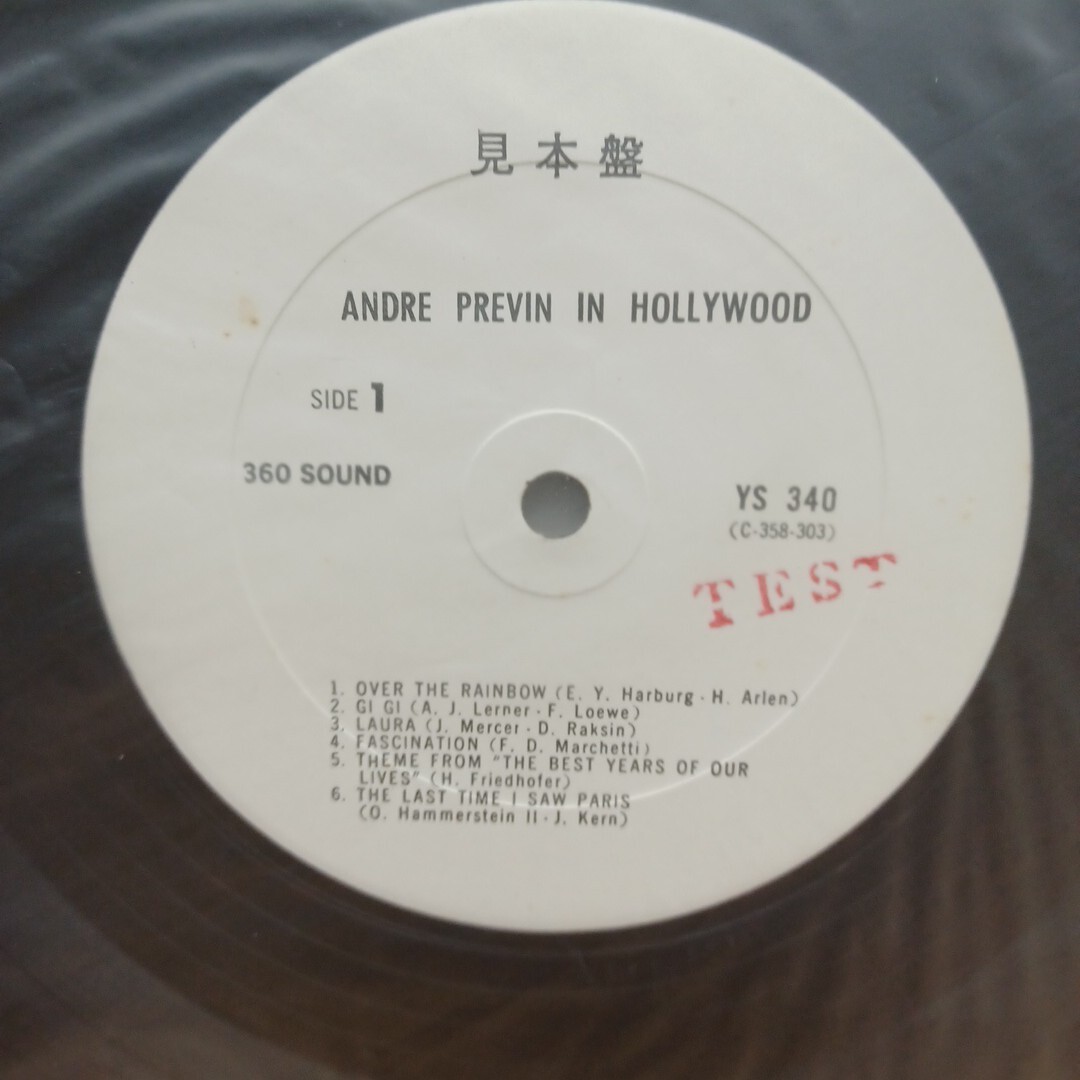 見本盤
ANDRE PREVIN IN HOLLYWOOD
SIDE 1
360 SOUND
YS 340
(C-358-303)
TEST
1. OVER THE RAINBOW (E. Y. Harburg · H. Arlen)
2. GI GI (A. J. Lerner · F. Loewe)
3. LAURA (J. Mercer · D. Raksin)
4. FASCINATION (F. D. Marchetti)
5. THEME FROM "THE BEST YEARS OF OUR
LIVES" (H. Friedhofer)
6. THE LAST TIME I SAW PARIS
(O. Hammerstein II · J. Kern)